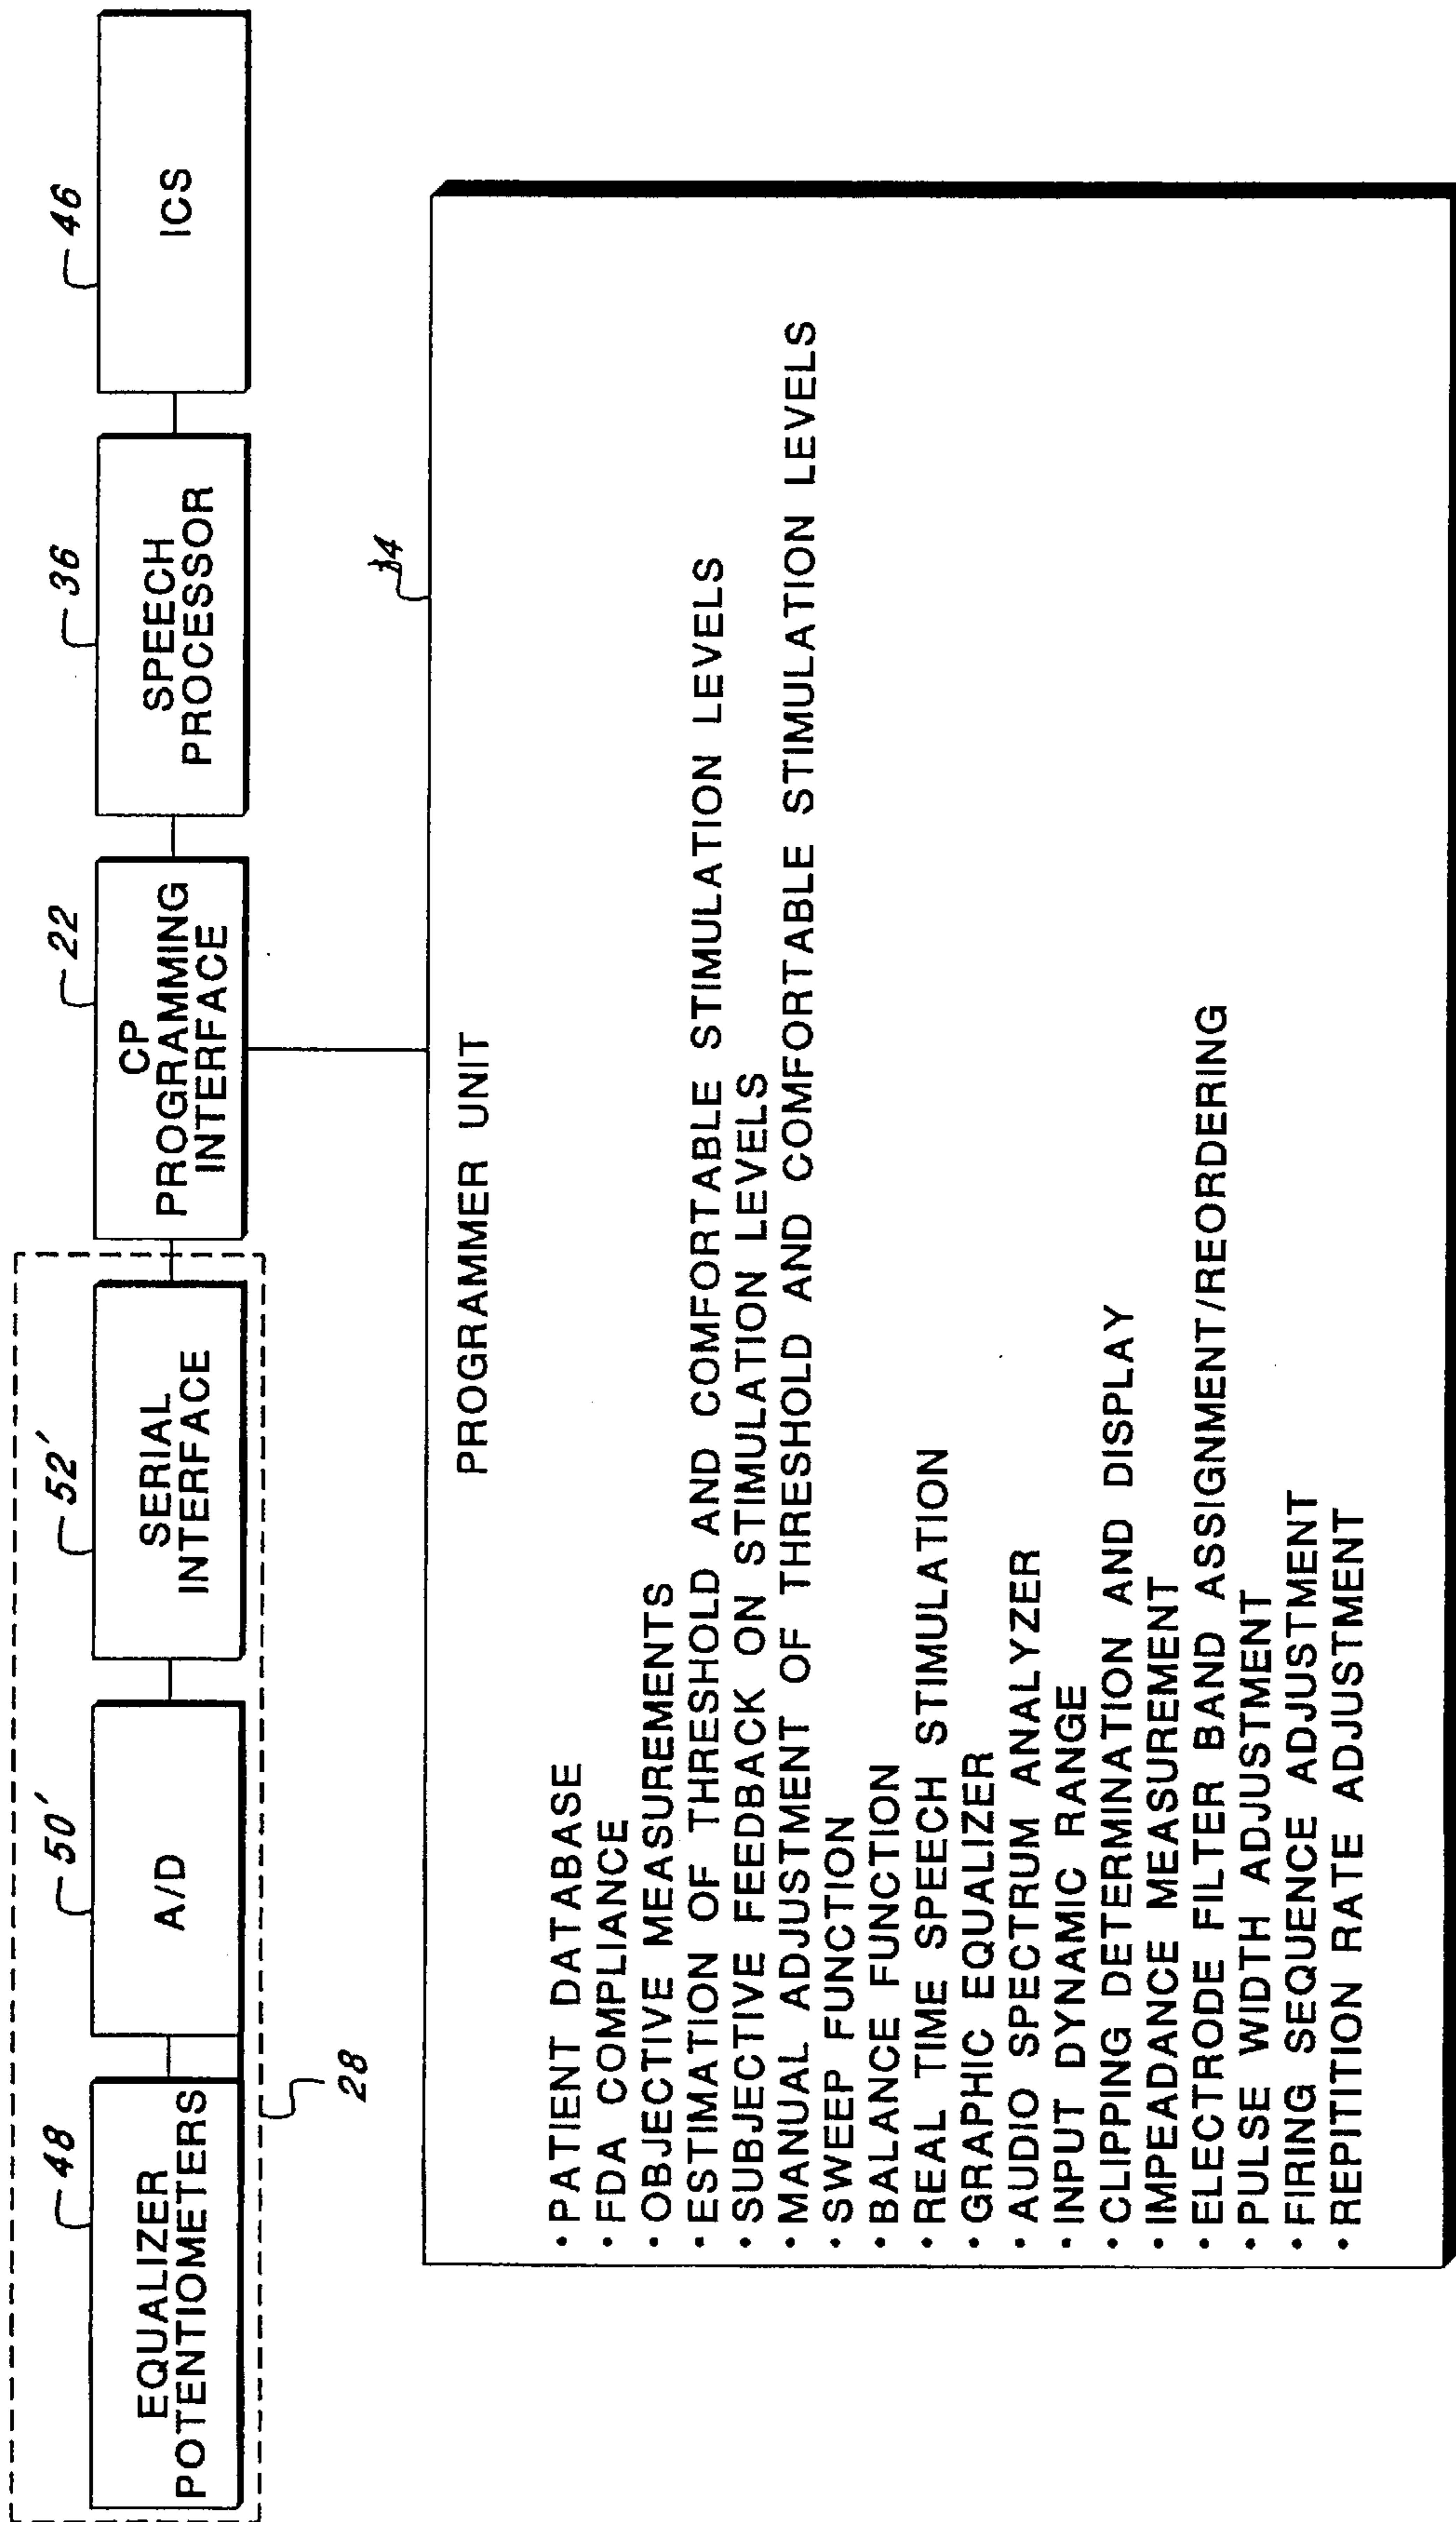 48
EQUALIZER
POTENTIOMETERS
50'
A/D
52'
SERIAL
INTERFACE
22
CP
PROGRAMMING
INTERFACE
36
SPEECH
PROCESSOR
46
ICS
28
PROGRAMMER UNIT
• PATIENT DATABASE
• FDA COMPLIANCE
• OBJECTIVE MEASUREMENTS
• ESTIMATION OF THRESHOLD AND COMFORTABLE STIMULATION LEVELS
• SUBJECTIVE FEEDBACK ON STIMULATION LEVELS
• MANUAL ADJUSTMENT OF THRESHOLD AND COMFORTABLE STIMULATION LEVELS
• SWEEP FUNCTION
• BALANCE FUNCTION
• REAL TIME SPEECH STIMULATION
• GRAPHIC EQUALIZER
• AUDIO SPECTRUM ANALYZER
• INPUT DYNAMIC RANGE
• CLIPPING DETERMINATION AND DISPLAY
• IMPEADANCE MEASUREMENT
• ELECTRODE FILTER BAND ASSIGNMENT/REORDERING
• PULSE WIDTH ADJUSTMENT
• FIRING SEQUENCE ADJUSTMENT
• REPITITION RATE ADJUSTMENT